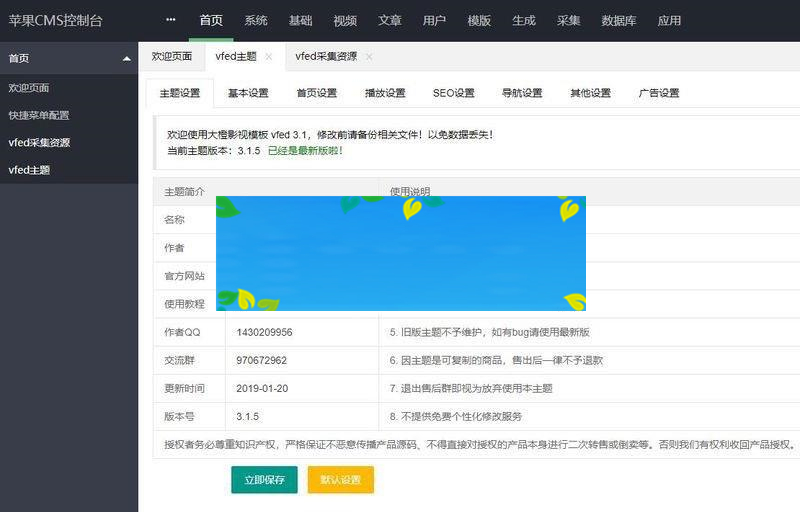 苹果CMS控制台 ··· 首页 系统 基础 视频 文章 用户 模版 生成 采集 数据库 应用
首页
欢迎页面
快捷菜单配置
vfed采集资源
vfed主题
欢迎页面 vfed主题 × vfed采集资源 ×
主题设置 基本设置 首页设置 播放设置 SEO设置 导航设置 其他设置 广告设置
欢迎使用大橙影视模板 vfed 3.1，修改前请备份相关文件！以免数据丢失！
当前主题版本：3.1.5 已经是最新版啦！
主题简介 使用说明
名称
作者
官方网站
使用教程
作者QQ 1430209956 5. 旧版主题不予维护，如有bug请使用最新版
交流群 970672962 6. 因主题是可复制的商品，售出后一律不予退款
更新时间 2019-01-20 7. 退出售后群即视为放弃使用本主题
版本号 3.1.5 8. 不提供免费个性化修改服务
授权者务必尊重知识产权，严格保证不恶意传播产品源码、不得直接对授权的产品本身进行二次转售或倒卖等。否则我们有权利收回产品授权。
立即保存 默认设置